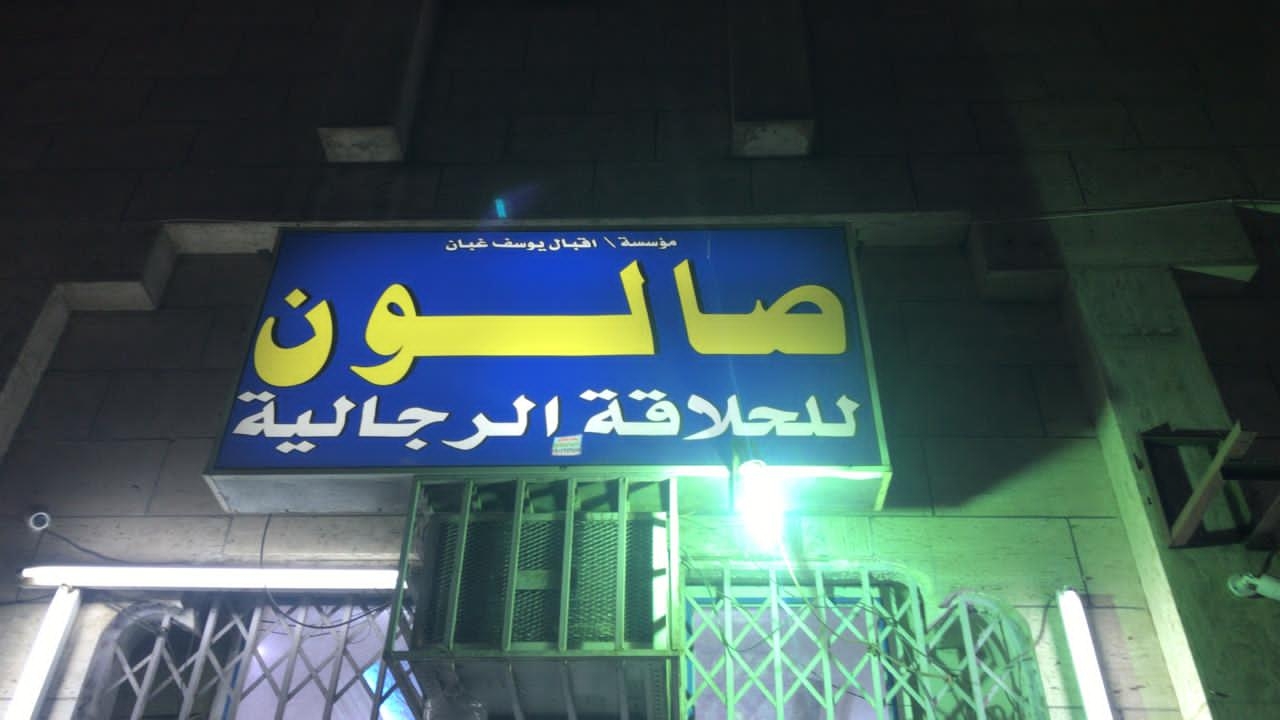 مؤسسة \ اقبال يوسف غبان
صالون
للحلاقة الرجالية